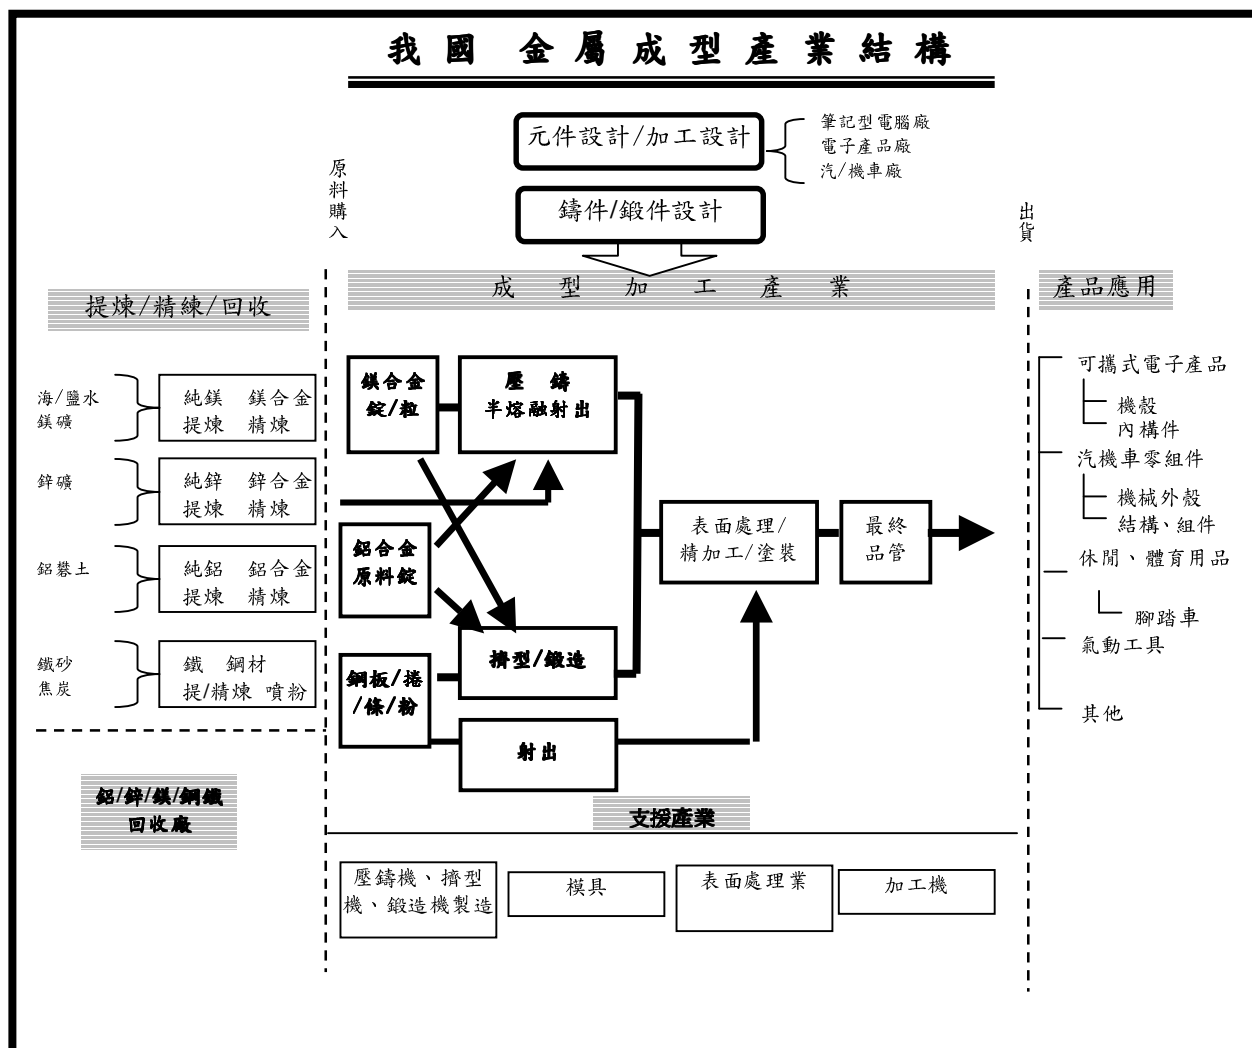 我國 金屬成型產業結構
元件設計/加工設計
筆記型電腦廠
電子產品廠
汽/機車廠
原料購入
鑄件/鍛件設計
出貨
提煉/精練/回收
成型加工產業
產品應用
海/鹽水
鎂礦
純鎂 鎂合金
提煉 精煉
鋅礦
純鋅 鋅合金
提煉 精煉
鋁礬土
純鋁 鋁合金
提煉 精煉
鐵砂
焦炭
鐵 鋼材
提/精煉 噴粉
鋁/鋅/鎂/鋼鐵
回收廠
鎂合金
錠/粒
壓 鑄
半熔融射出
鋁合金
原料錠
擠型/鍛造
鋼板/捲
/條/粉
射出
表面處理/
精加工/塗裝
最終
品管
可攜式電子產品
機殼
內構件
汽機車零組件
機械外殼
結構、組件
休閒、體育用品
腳踏車
氣動工具
其他
支援產業
壓鑄機、擠型
機、鍛造機製造
模具
表面處理業
加工機